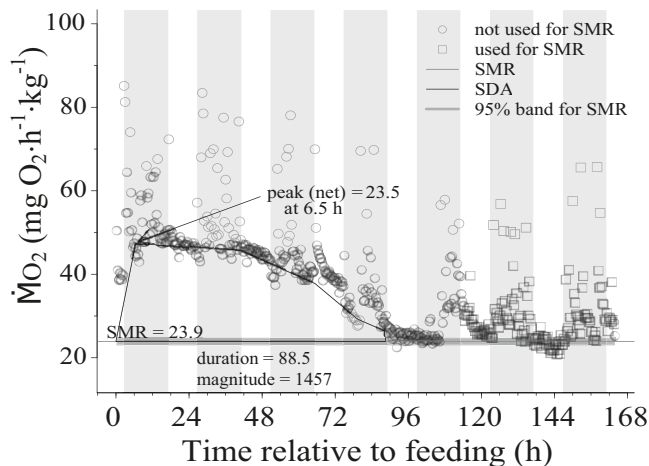 100
80
60
40
20
ṀO₂ (mg O₂·h⁻¹·kg⁻¹)
not used for SMR
used for SMR
SMR
SDA
95% band for SMR
peak (net) = 23.5
at 6.5 h
SMR = 23.9
duration = 88.5
magnitude = 1457
0 24 48 72 96 120 144 168
Time relative to feeding (h)